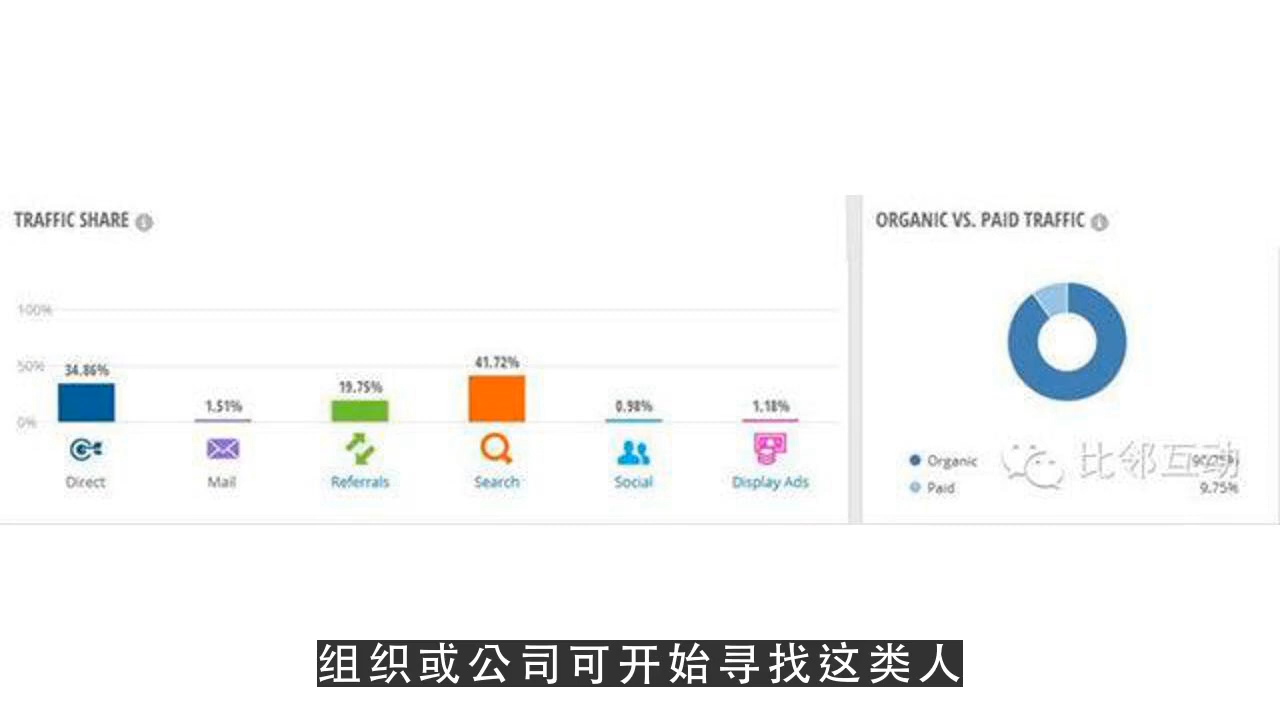 TRAFFIC SHARE
100%
50%
0%
34.86%
1.51%
19.75%
41.72%
0.98%
1.18%
Direct
Mail
Referrals
Search
Social
Display Ads
ORGANIC VS. PAID TRAFFIC
Organic
Paid
9.75%
比邻互动
组织或公司可开始寻找这类人